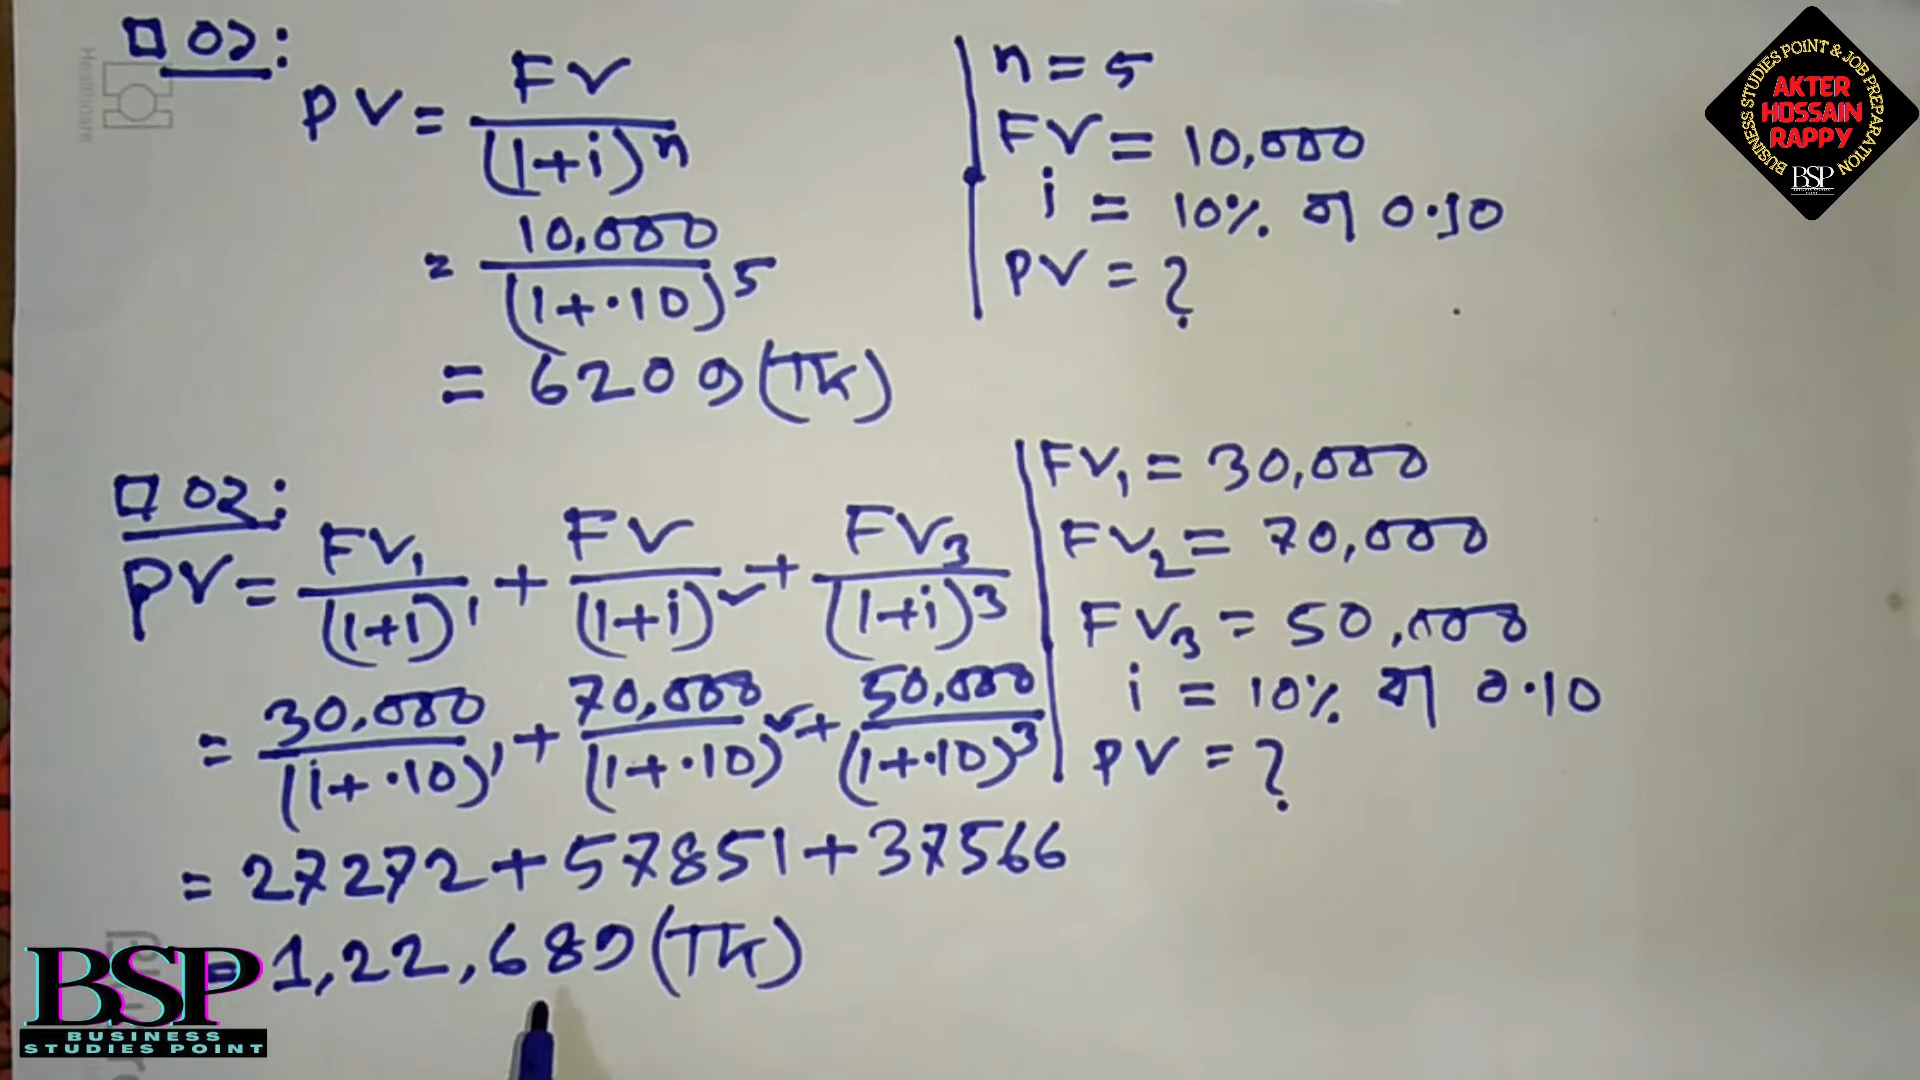 □ 02:
PV = FV / (1+i)ⁿ
= 10,000 / (1+.10)⁵
= 6209 (TK)
n = 5
FV = 10,000
i = 10% বা 0.10
PV = ?
□ 02:
PV = FV₁ / (1+i)¹ + FV / (1+i)² + FV₃ / (1+i)³
= 30,000 / (1+.10)¹ + 70,000 / (1+.10)² + 50,000 / (1+.10)³
= 27272 + 57851 + 37566
= 1,22,689 (TK)
FV₁ = 30,000
FV₂ = 70,000
FV₃ = 50,000
i = 10% বা 0.10
PV = ?
BUSINESS STUDIES POINT & JOB PREPARATION
AKTER
HOSSAIN
RAPPY
BSP
BSP
BUSINESS
STUDIES POINT